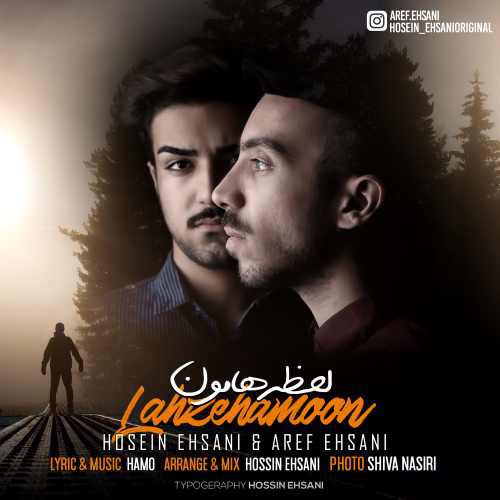 AREF.EHSANI
HOSEIN_EHSANIORIGINAL
لحظه هامون
Lahzehamoon
HOSEIN EHSANI & AREF EHSANI
LYRIC & MUSIC HAMO ARRANGE & MIX HOSSIN EHSANI PHOTO SHIVA NASIRI
TYPOGERAPHY HOSSIN EHSANI